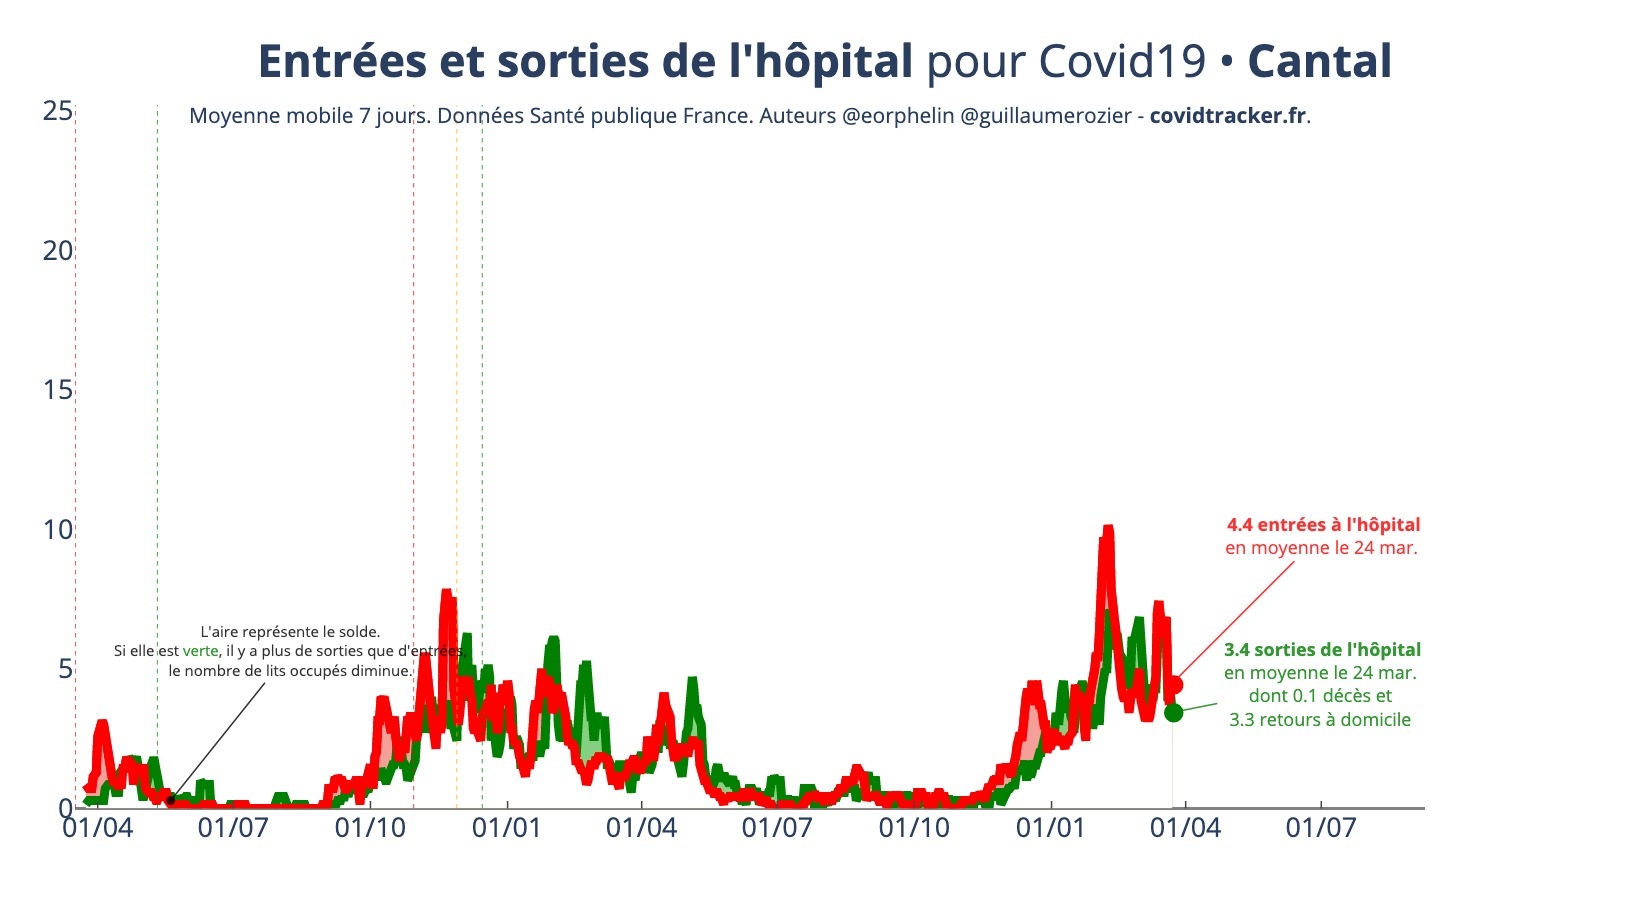 Entrées et sorties de l'hôpital pour Covid19 • Cantal
Moyenne mobile 7 jours. Données Santé publique France. Auteurs @eorphelin @guillaumerozier - covidtracker.fr.
25
20
15
10
5
0
4.4 entrées à l'hôpital
en moyenne le 24 mar.
L'aire représente le solde.
Si elle est verte, il y a plus de sorties que d'entrées,
le nombre de lits occupés diminue.
3.4 sorties de l'hôpital
en moyenne le 24 mar.
dont 0.1 décès et
3.3 retours à domicile
01/04 01/07 01/10 01/01 01/04 01/07 01/10 01/01 01/04 01/07